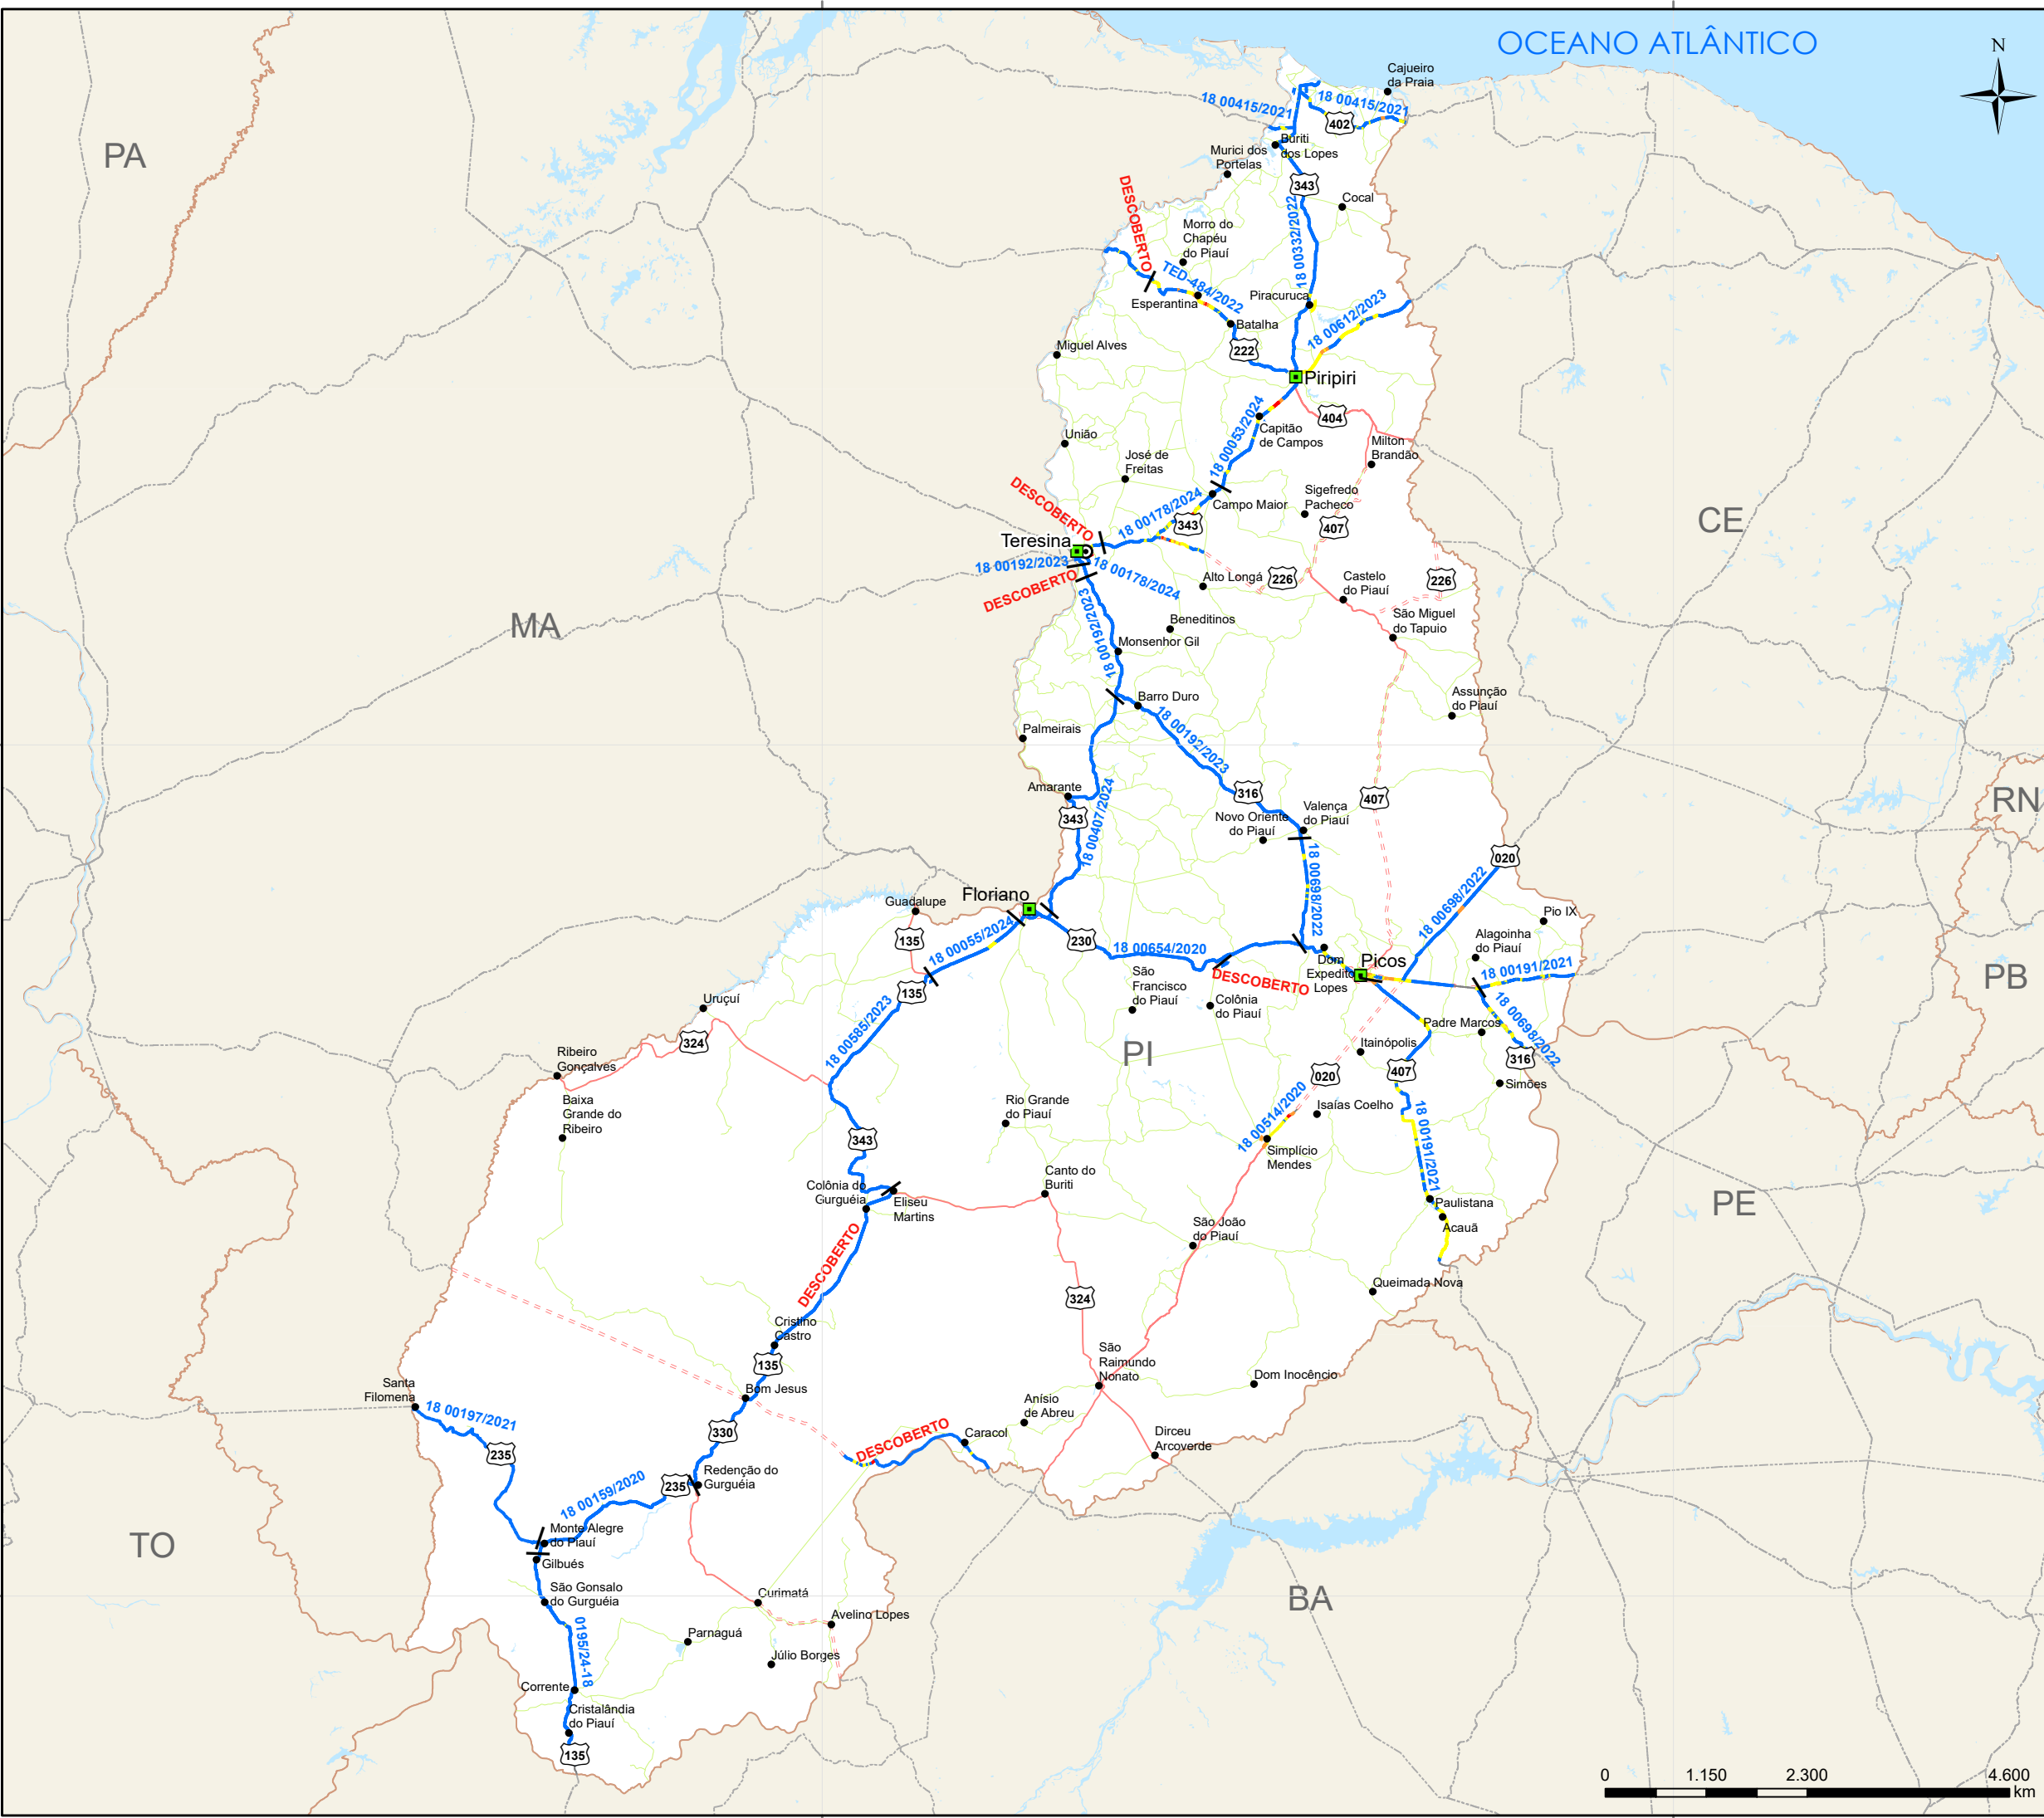 OCEANO ATLÂNTICO
N
Cajueiro
da Praia
18 00415/2021
18 00415/2021
402
Buriti
dos Lopes
Murici dos
Portelas
PA
343
DESCOBERTO
Cocal
18 00332/2022
Morro do
Chapéu
do Piauí
TED-484/2022
Esperantina
Piracuruca
18 00612/2023
Batalha
Miguel Alves
222
Piripiri
404
18 00053/2024
Capitão
de Campos
União
Milton
Brandão
José de
Freitas
DESCOBERTO
Sigefredo
Pacheco
Campo Maior
18 00178/2024
343
407
CE
Teresina
18 00192/2023
18 00178/2024
DESCOBERTO
Alto Longá
226
226
Castelo
do Piauí
MA
18 00192/2023
Beneditinos
São Miguel
do Tapuio
Monsenhor Gil
Barro Duro
Assunção
do Piauí
18 00192/2023
Palmeirais
Amarante
316
407
RN
343
18 00407/2024
Novo Oriente
do Piauí
Valença
do Piauí
020
18 00698/2022
18 00698/2022
Floriano
Guadalupe
Pio IX
135
18 00055/2024
230
18 00654/2020
Alagoinha
do Piauí
Dom
Expedito
Lopes
Picos
18 00191/2021
PB
DESCOBERTO
São
Francisco
do Piauí
Colônia
do Piauí
135
Uruçuí
18 00585/2023
18 00698/2022
Padre Marcos
324
PI
Itainópolis
316
Ribeiro
Gonçalves
407
020
Simões
Baixa
Grande do
Ribeiro
Rio Grande
do Piauí
18 00514/2020
Isaías Coelho
18 00191/2021
343
Simplício
Mendes
Canto do
Buriti
Colônia do
Gurguéia
Eliseu
Martins
PE
Paulistana
Acauã
DESCOBERTO
São João
do Piauí
Queimada Nova
324
Cristino
Castro
135
São
Raimundo
Nonato
Santa
Filomena
Bom Jesus
Dom Inocêncio
18 00197/2021
330
Anísio
de Abreu
DESCOBERTO
Caracol
Dirceu
Arcoverde
235
Redenção do
Gurguéia
235
18 00159/2020
TO
Monte Alegre
do Piauí
Gilbués
São Gonsalo
do Gurguéia
Curimatá
BA
Avelino Lopes
0195/24-18
Parnaguá
Júlio Borges
Corrente
Cristalândia
do Piauí
135
0 1.150 2.300 4.600
km